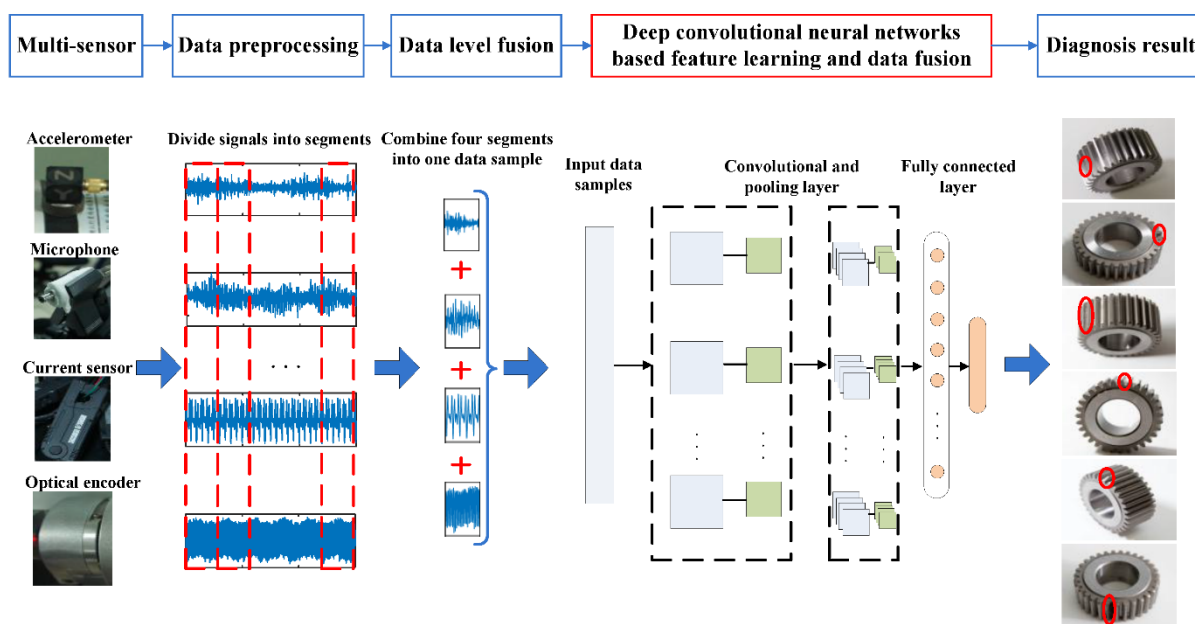 Multi-sensor
Data preprocessing
Data level fusion
Deep convolutional neural networks
based feature learning and data fusion
Diagnosis result
Accelerometer
Microphone
Current sensor
Optical encoder
Divide signals into segments
Combine four segments
into one data sample
Input data
samples
Convolutional and
pooling layer
Fully connected
layer
Y Z